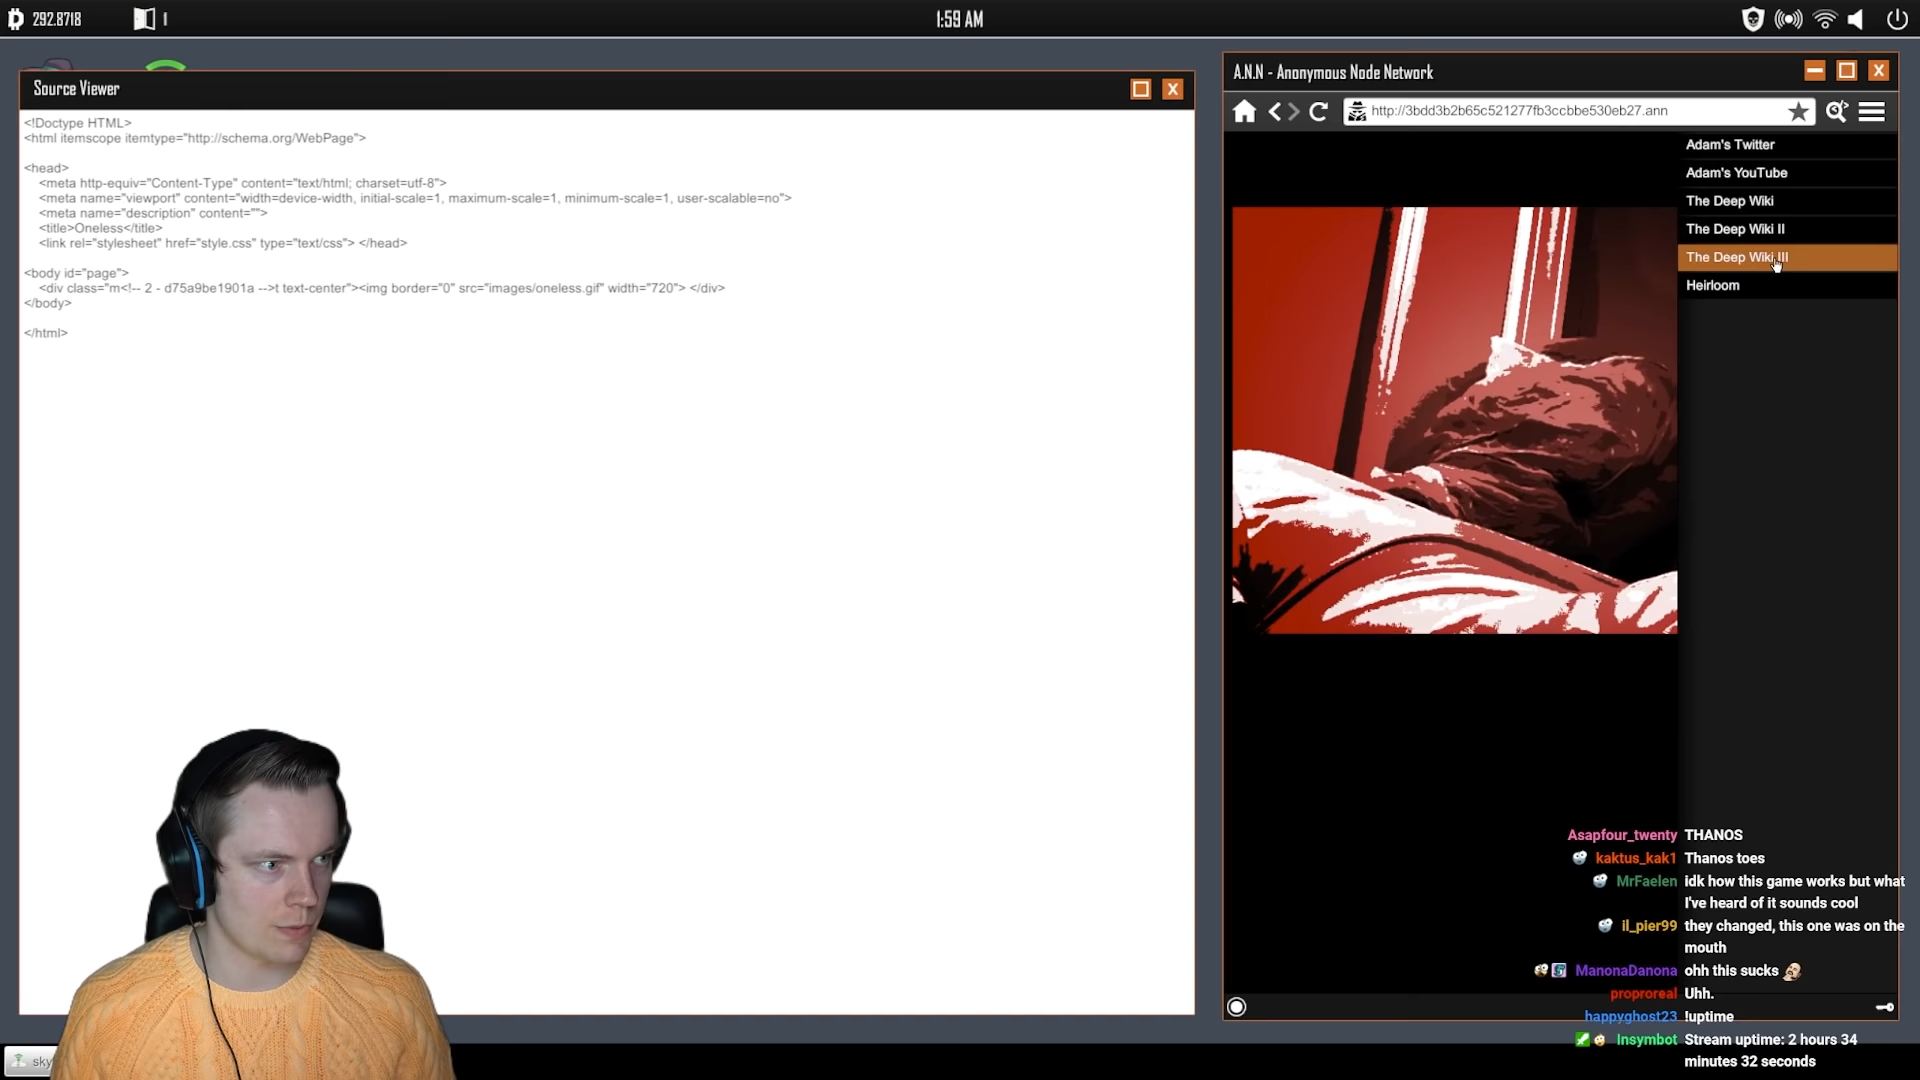 292.8718
1
1:59 AM
Source Viewer
<!Doctype HTML>
<html itemscope itemtype="http://schema.org/WebPage">
<head>
<meta http-equiv="Content-Type" content="text/html; charset=utf-8">
<meta name="viewport" content="width=device-width, initial-scale=1, maximum-scale=1, minimum-scale=1, user-scalable=no">
<meta name="description" content="">
<title>Oneless</title>
<link rel="stylesheet" href="style.css" type="text/css"> </head>
<body id="page">
<div class="m<!-- 2 - d75a9be1901a -->t text-center"><img border="0" src="images/oneless.gif" width="720"> </div>
</body>
</html>
A.N.N - Anonymous Node Network
http://3bdd3b2b65c521277fb3ccbbe530eb27.ann
Adam's Twitter
Adam's YouTube
The Deep Wiki
The Deep Wiki II
The Deep Wiki III
Heirloom
Asapfour_twenty THANOS
kaktus_kak1 Thanos toes
MrFaelen idk how this game works but what
I've heard of it sounds cool
il_pier99 they changed, this one was on the
mouth
ManonaDanona ohh this sucks
proproreal Uhh.
happyghost23 !uptime
Insymbot Stream uptime: 2 hours 34
minutes 32 seconds
sky